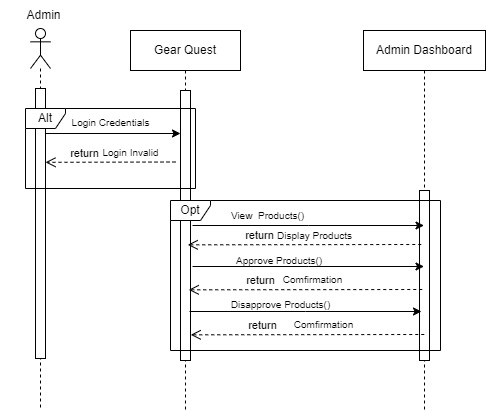 Admin
Gear Quest
Admin Dashboard
Alt
Login Credentials
return Login Invalid
Opt
View Products()
return Display Products
Approve Products()
return Comfirmation
Disapprove Products()
return Comfirmation